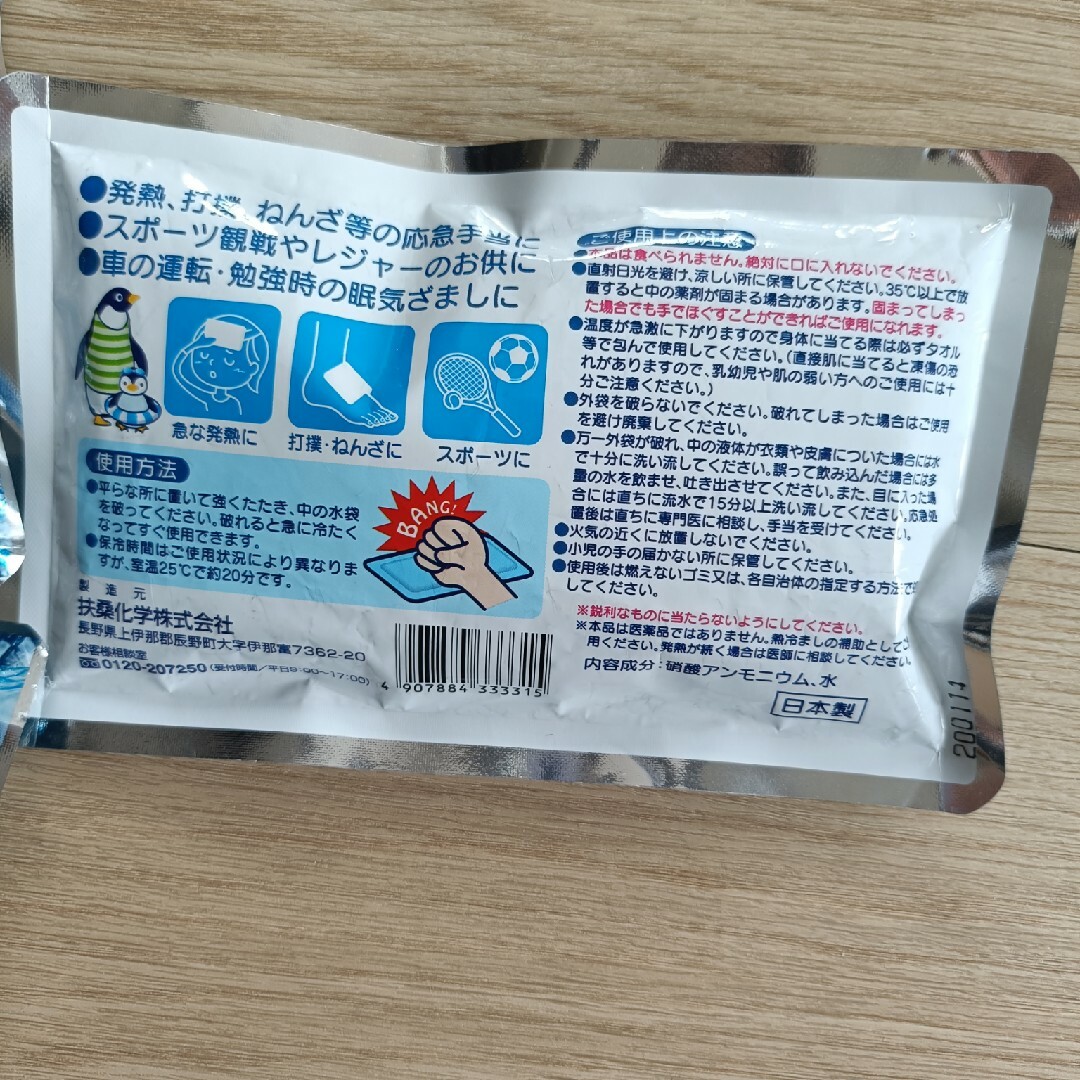 ●発熱、打撲、ねんざ等の応急手当に
●スポーツ観戦やレジャーのお供に
●車の運転・勉強時の眠気ざましに
急な発熱に
打撲・ねんざに
スポーツに
使用方法
●平らな所に置いて強くたたき、中の水袋
を破ってください。破れると急に冷たく
なってすぐ使用できます。
●保冷時間はご使用状況により異なりま
すが、室温25℃で約20分です。
BANG!
製造元
扶桑化学株式会社
長野県上伊那郡辰野町大字伊那富7362-20
お客様相談室
0120-207250 (受付時間/平日9:00~17:00)
4 907884 333315
ご使用上の注意
●本品は食べられません。絶対に口に入れないでください。
●直射日光を避け、涼しい所に保管してください。35℃以上で放
置すると中の薬剤が固まる場合があります。固まってしまっ
た場合でも手でほぐすことができればご使用になれます。
●温度が急激に下がりますので身体に当てる際は必ずタオル
等で包んで使用してください。(直接肌に当てると凍傷の恐
れがありますので、乳幼児や肌の弱い方へのご使用には十
分ご注意ください。)
●外袋を破らないでください。破れてしまった場合はご使用
を避け廃棄してください。
●万一外袋が破れ、中の液体が衣類や皮膚についた場合には水
で十分に洗い流してください。誤って飲み込んだ場合には多
量の水を飲ませ、吐き出させてください。また、目に入った場
合には直ちに流水で15分以上洗い流してください。応急処
置後は直ちに専門医に相談し、手当を受けてください。
●火気の近くに放置しないでください。
●小児の手の届かない所に保管してください。
●使用後は燃えないゴミ又は、各自治体の指定する方法で
してください。
※鋭利なものに当たらないようにしてください。
※本品は医薬品ではありません。熱冷ましの補助として
用ください。発熱が続く場合は医師に相談してください。
内容成分:硝酸アンモニウム、水
日本製
200114